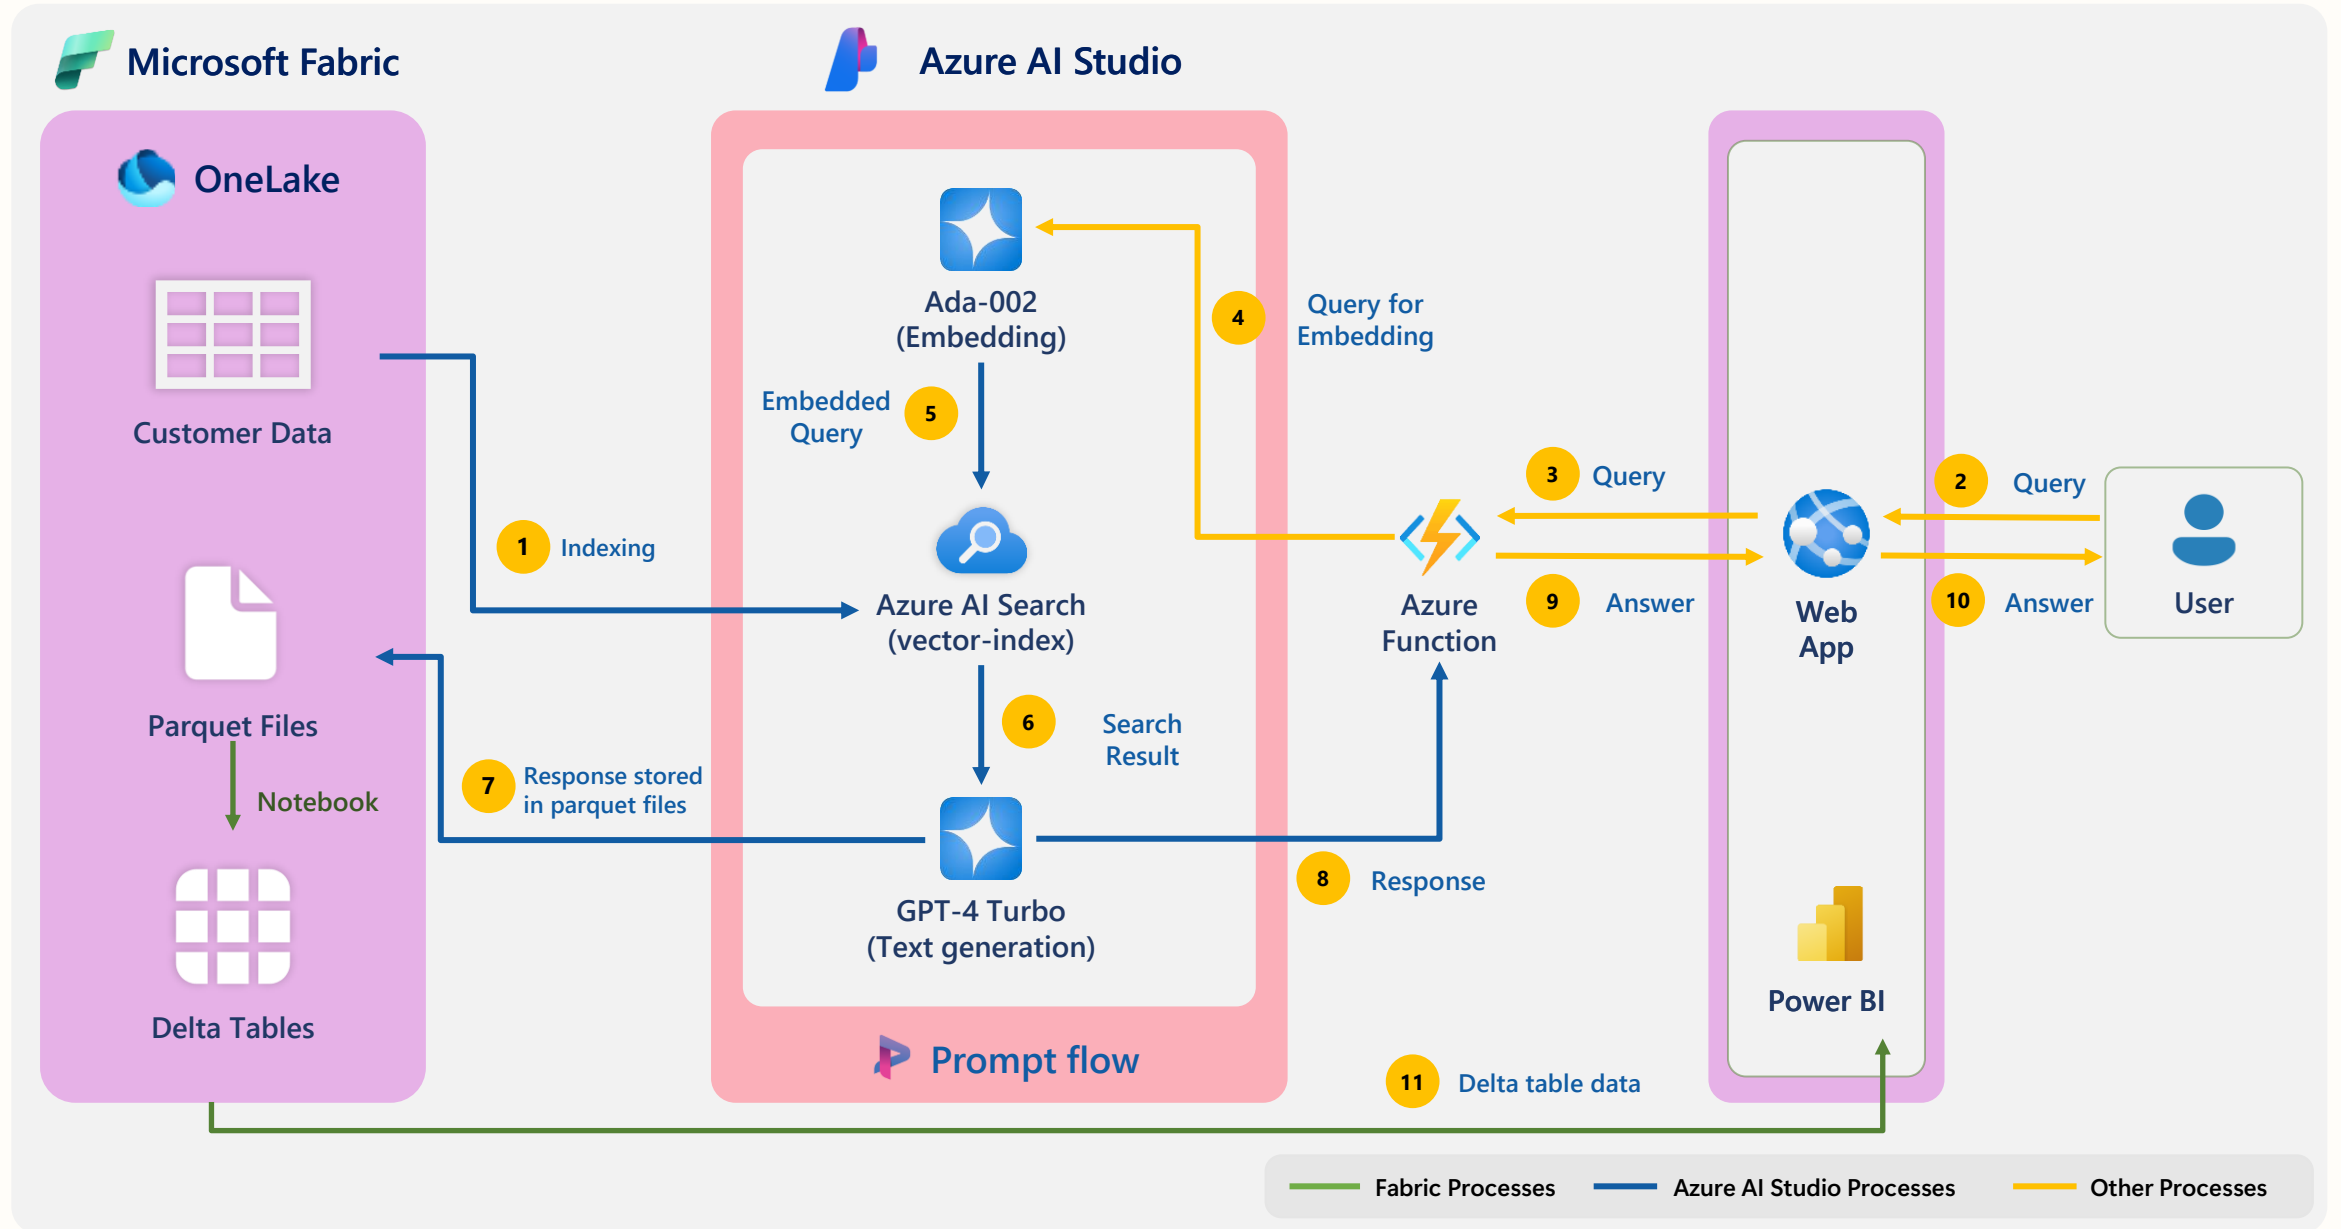 Microsoft Fabric
Azure AI Studio
OneLake
Customer Data
Parquet Files
Notebook
Delta Tables
1
Indexing
7
Response stored
in parquet files
Ada-002
(Embedding)
Embedded
Query
5
Azure AI Search
(vector-index)
6
Search
Result
GPT-4 Turbo
(Text generation)
Prompt flow
4
Query for
Embedding
3
Query
Azure
Function
9
Answer
8
Response
Web
App
2
Query
10
Answer
User
Power BI
11
Delta table data
Fabric Processes
Azure AI Studio Processes
Other Processes